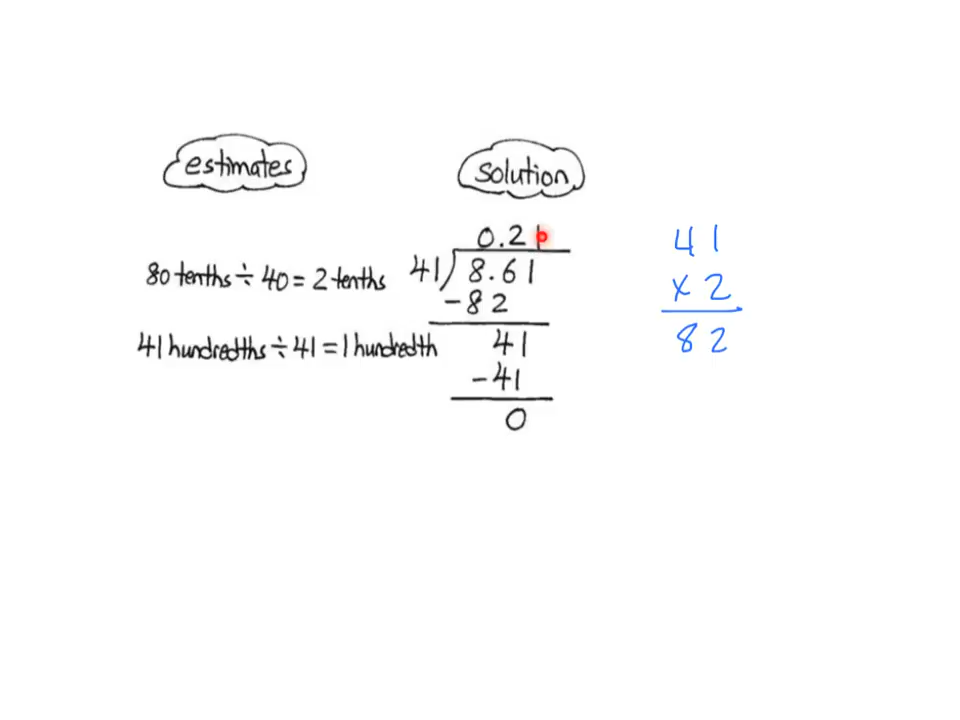 estimates
solution
0.21
80 tenths ÷ 40 = 2 tenths
41) 8.61
-82
41 hundredths ÷ 41 = 1 hundredth
41
-41
0
41
x 2
82